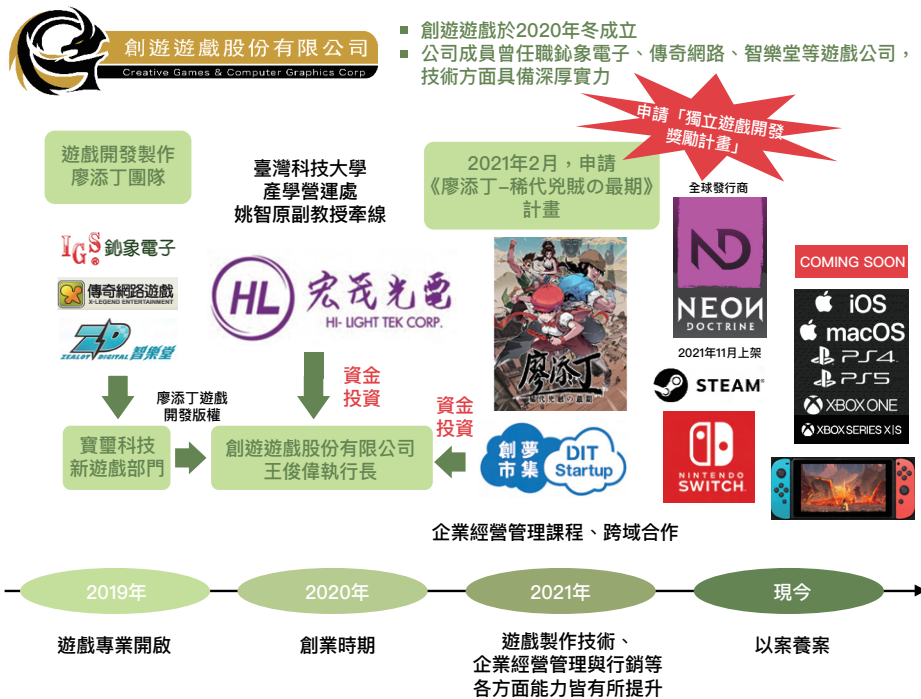 創遊遊戲股份有限公司
Creative Games & Computer Graphics Corp
■ 創遊遊戲於2020年冬成立
■ 公司成員曾任職鈊象電子、傳奇網路、智樂堂等遊戲公司，
技術方面具備深厚實力
申請「獨立遊戲開發
獎勵計畫」
遊戲開發製作
廖添丁團隊
臺灣科技大學
產學營運處
姚智原副教授牽線
2021年2月，申請
《廖添丁-稀代兇賊の最期》
計畫
全球發行商
IGS 鈊象電子
傳奇網路遊戲
X-LEGEND ENTERTAINMENT
ZD
ZEALOT DIGITAL 智樂堂
HL 宏茂光電
HI- LIGHT TEK CORP.
廖添丁
稀代兇賊の最期
ND
NEON
DOCTRINE
2021年11月上架
STEAM®
NINTENDO
SWITCH
COMING SOON
iOS
macOS
PS4
PS5
XBOX ONE
XBOX SERIES X|S
資金
投資
廖添丁遊戲
開發版權
資金
投資
寶璽科技
新遊戲部門
創遊遊戲股份有限公司
王俊偉執行長
創夢
市集
DIT
Startup
企業經營管理課程、跨域合作
2019年
2020年
2021年
現今
遊戲專業開啟
創業時期
遊戲製作技術、
企業經營管理與行銷等
各方面能力皆有所提升
以案養案